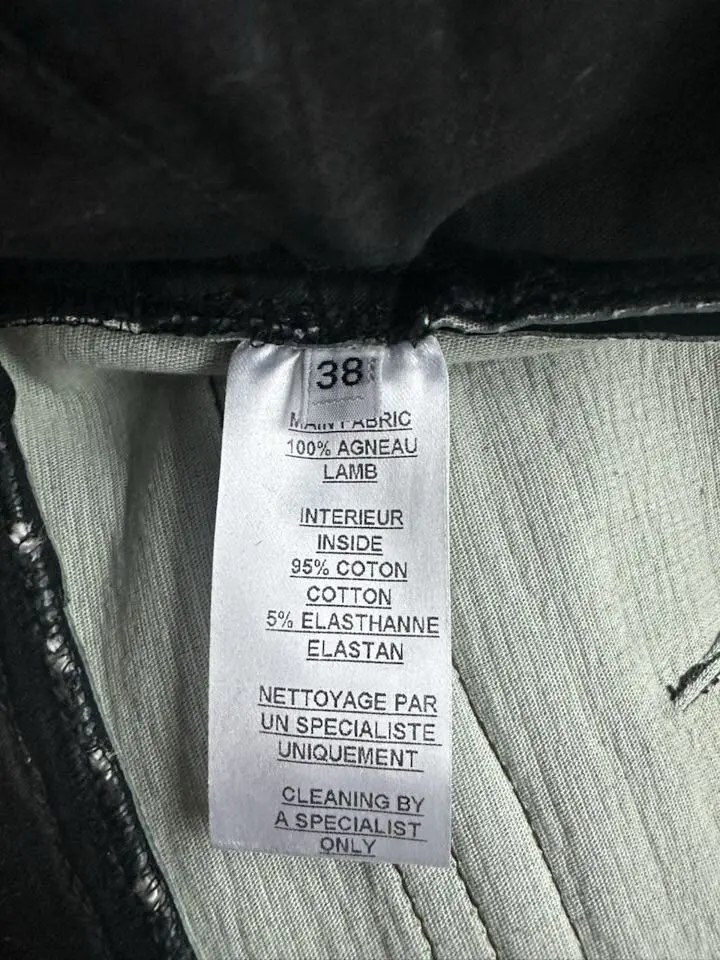 38
MAIN FABRIC
100% AGNEAU
LAMB
INTERIEUR
INSIDE
95% COTON
COTTON
5% ELASTHANNE
ELASTAN
NETTOYAGE PAR
UN SPECIALISTE
UNIQUEMENT
CLEANING BY
A SPECIALIST
ONLY